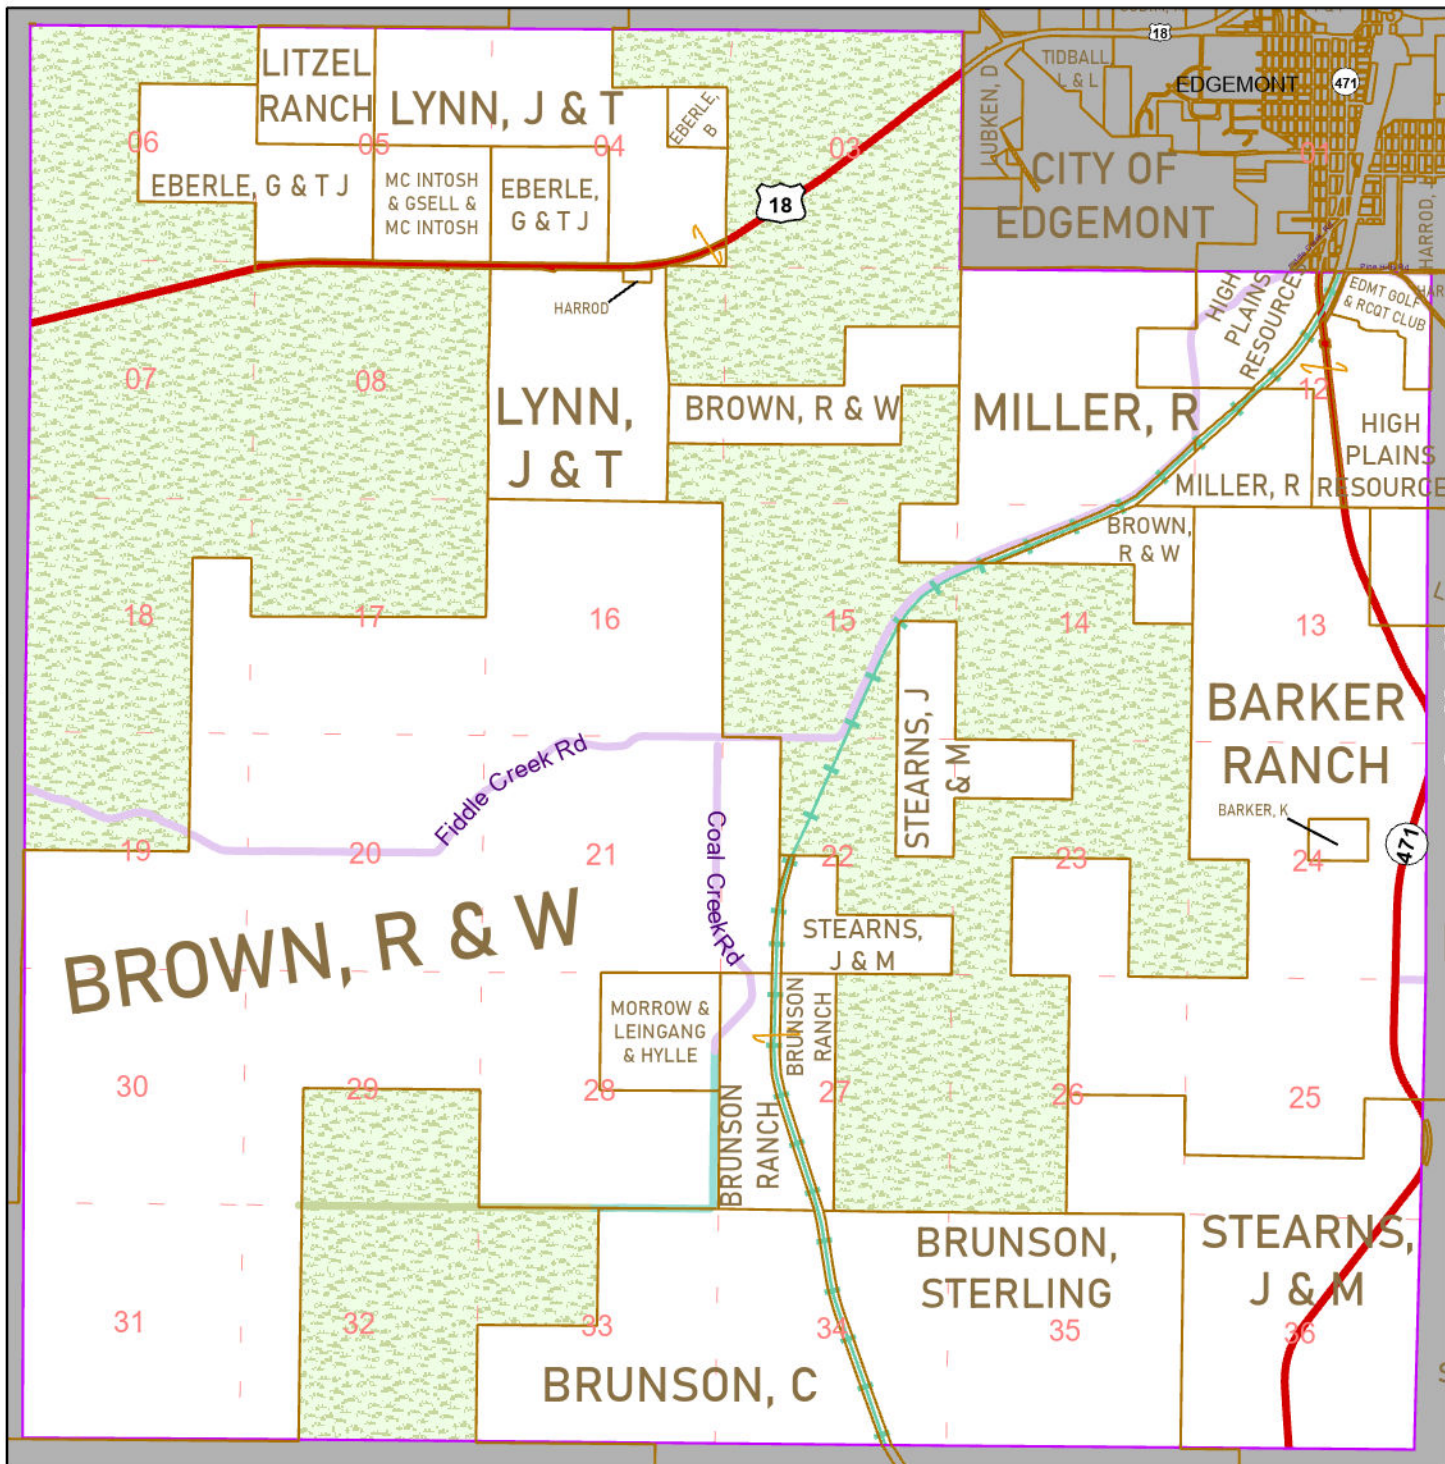 18
TIDBALL,
L & L
EDGEMONT
471
LUBKEN, D
CITY OF
EDGEMONT
01
LITZEL
RANCH
LYNN, J & T
EBERLE,
B
06
05
04
03
EBERLE, G & T J
MC INTOSH
& GSELL &
MC INTOSH
EBERLE,
G & T J
18
HARROD
HARROD,
HIGH
PLAINS
RESOURCES
EDMT GOLF
& RCQT CLUB
07
08
12
LYNN,
J & T
BROWN, R & W
MILLER, R
HIGH
PLAINS
RESOURCE
MILLER, R
BROWN,
R & W
18
17
16
15
14
13
STEARNS, J
& M
BARKER
RANCH
Fiddle Creek Rd
BARKER, K
Coal Creek Rd
19
20
21
22
23
24
471
BROWN, R & W
STEARNS,
J & M
MORROW &
LEINGANG
& HYLLE
BRUNSON
RANCH
30
29
28
27
26
25
BRUNSON
RANCH
BRUNSON,
STERLING
STEARNS,
J & M
31
32
33
34
35
36
BRUNSON, C